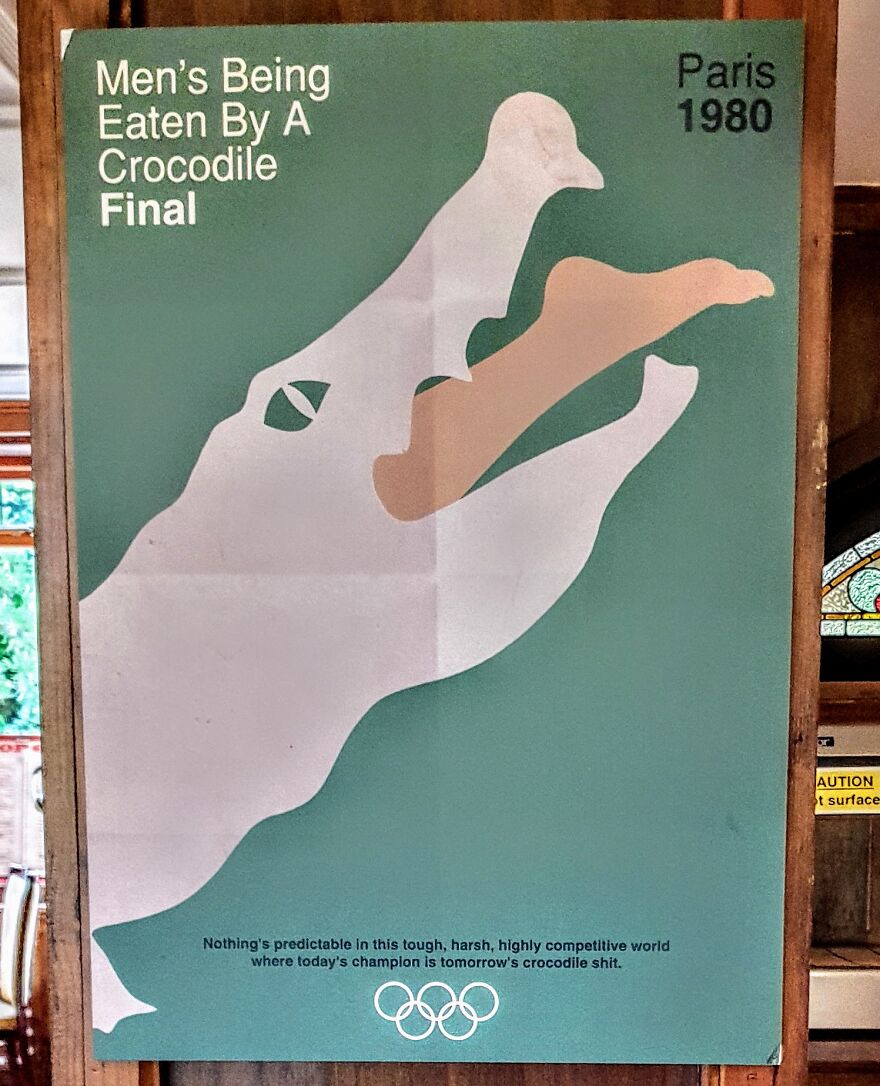 Men's Being
Eaten By A
Crocodile
Final
Paris
1980
Nothing's predictable in this tough, harsh, highly competitive world
where today's champion is tomorrow's crocodile shit.
AUTION
ot surface